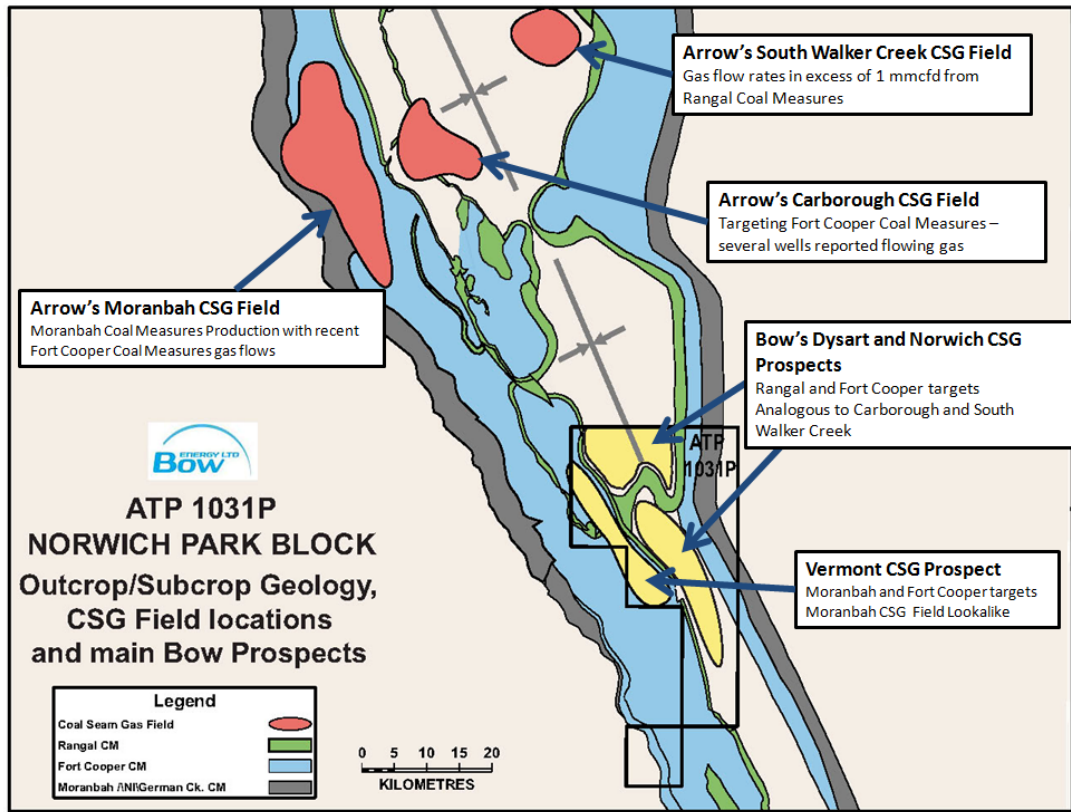 Arrow's South Walker Creek CSG Field
Gas flow rates in excess of 1 mmcfd from
Rangal Coal Measures
Arrow's Carborough CSG Field
Targeting Fort Cooper Coal Measures –
several wells reported flowing gas
Arrow's Moranbah CSG Field
Moranbah Coal Measures Production with recent
Fort Cooper Coal Measures gas flows
Bow's Dysart and Norwich CSG
Prospects
Rangal and Fort Cooper targets
Analogous to Carborough and South
Walker Creek
ATP
1031P
Vermont CSG Prospect
Moranbah and Fort Cooper targets
Moranbah CSG Field Lookalike
ENERGY LTD
BOW
ATP 1031P
NORWICH PARK BLOCK
Outcrop/Subcrop Geology,
CSG Field locations
and main Bow Prospects
Legend
Coal Seam Gas Field
Rangal CM
Fort Cooper CM
Moranbah /\NI\German Ck. CM
0 5 10 15 20
KILOMETRES